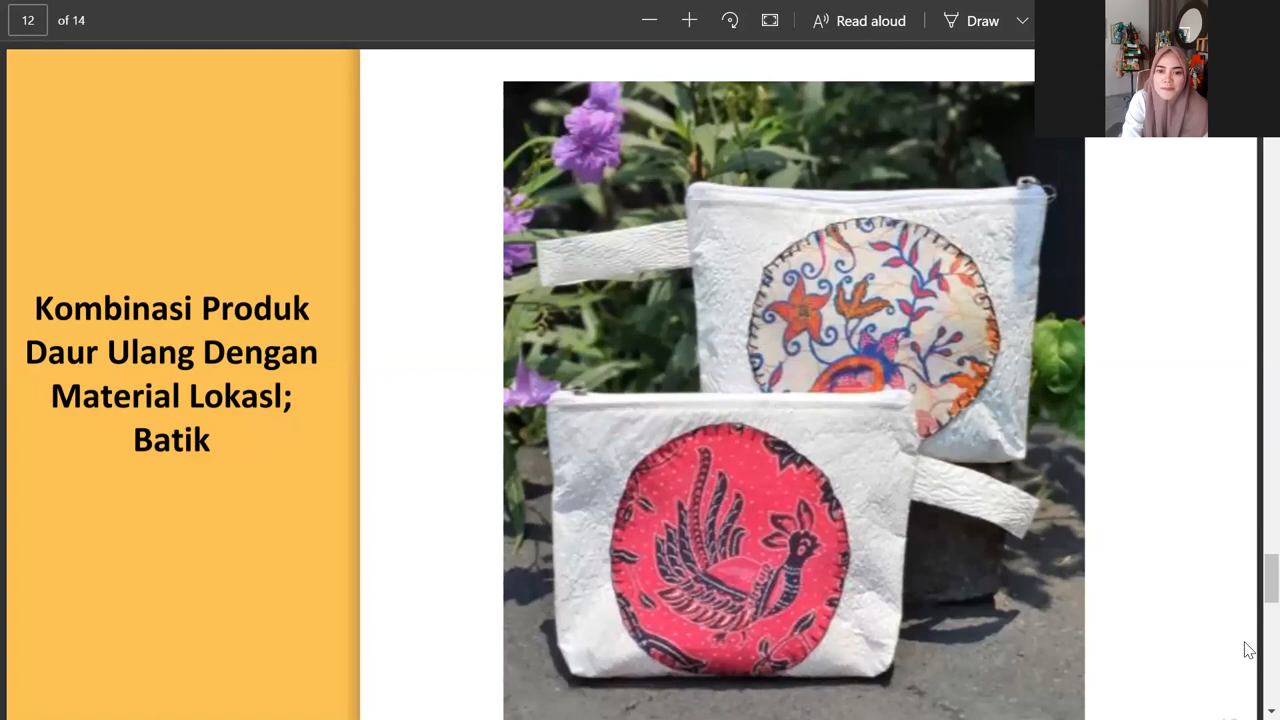 12 of 14
Read aloud
Draw
Kombinasi Produk
Daur Ulang Dengan
Material Lokasl;
Batik